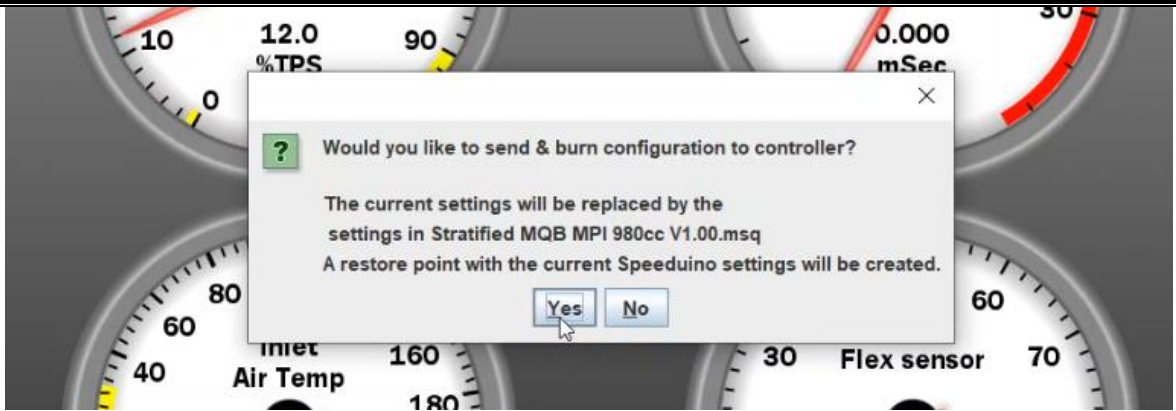 10 12.0 90
%TPS
0
0.000
mSec
30
?
Would you like to send & burn configuration to controller?
The current settings will be replaced by the
settings in Stratified MQB MPI 980cc V1.00.msq
A restore point with the current Speeduino settings will be created.
Yes No
80
60
40
Inlet
Air Temp
160
180
30
Flex sensor
60
70